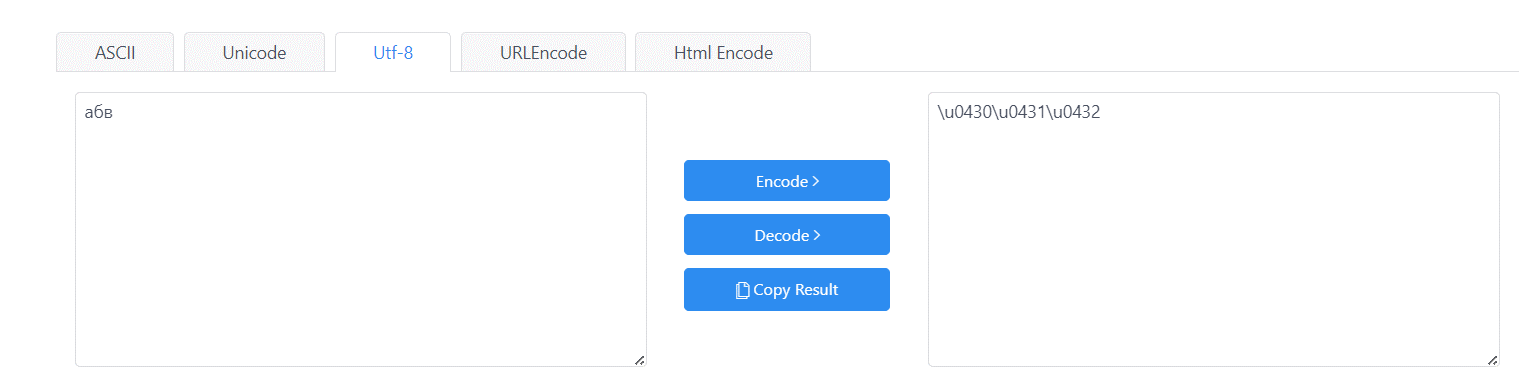 ASCII Unicode Utf-8 URLEncode Html Encode
абв
\u0430\u0431\u0432
Encode >
Decode >
Copy Result